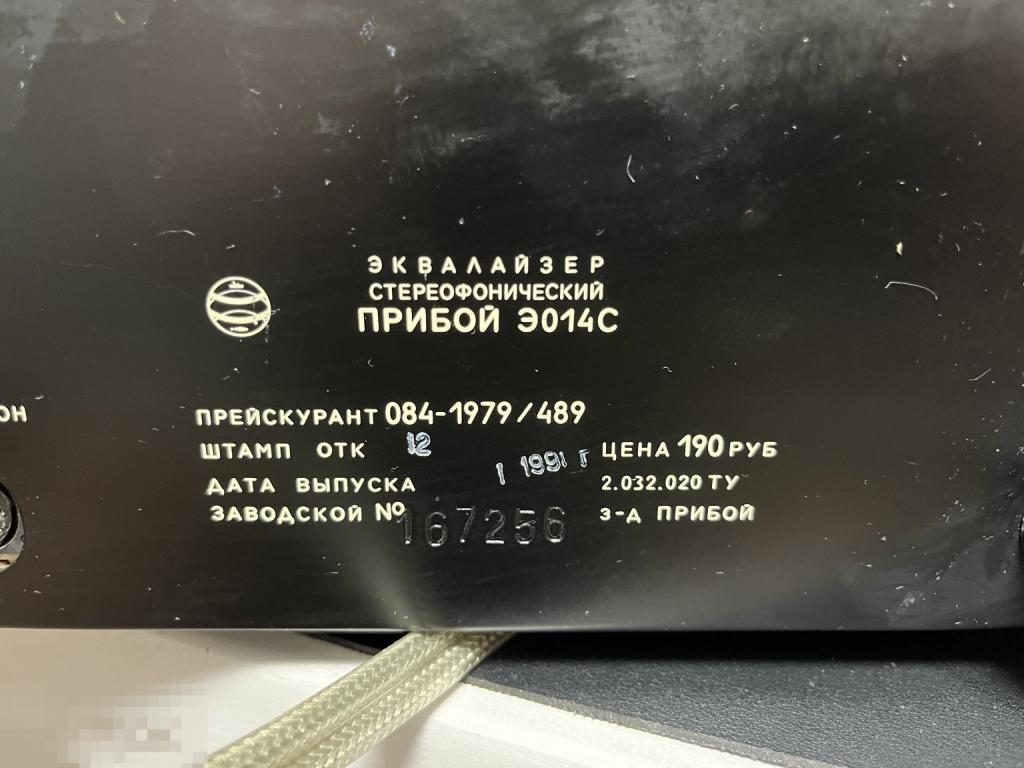 ЭКВАЛАЙЗЕР
СТЕРЕОФОНИЧЕСКИЙ
ПРИБОЙ Э014С
ОН
ПРЕЙСКУРАНТ 084-1979/489
ШТАМП ОТК 12 ЦЕНА 190 РУБ
ДАТА ВЫПУСКА I 1991 г 2.032.020 ТУ
ЗАВОДСКОЙ № 167256 З-Д ПРИБОЙ